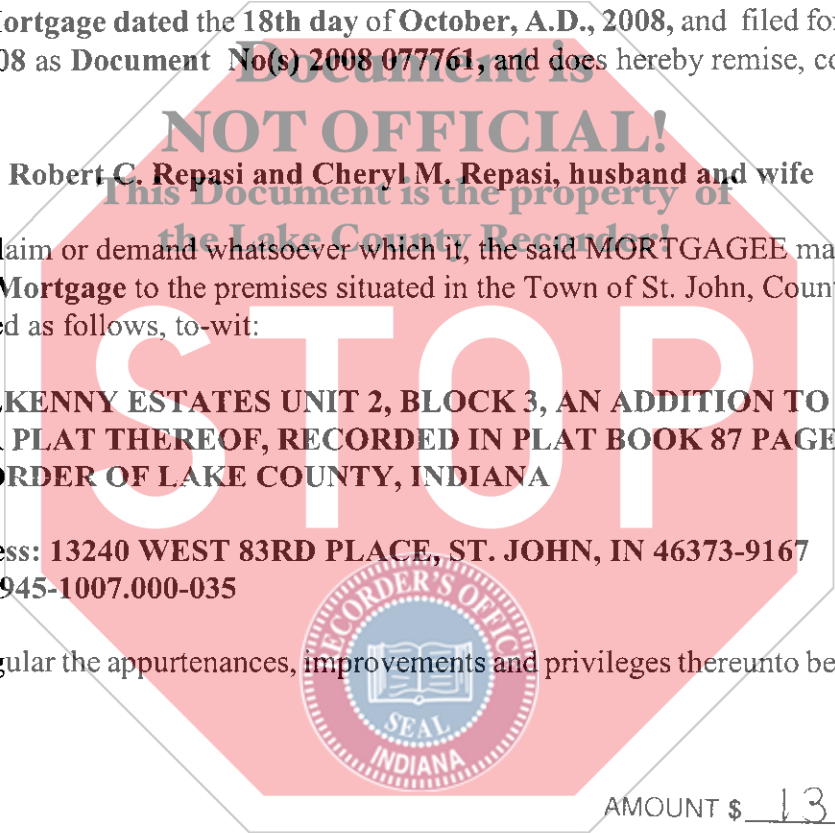 Mortgage dated the 18th day of October, A.D., 2008, and filed for
08 as Document No(s) 2008 077761, and does hereby remise, co
Document is
NOT OFFICIAL!
Robert C. Repasi and Cheryl M. Repasi, husband and wife
This Document is the property of
the Lake County Recorder!
laim or demand whatsoever which it, the said MORTGAGEE ma
Mortgage to the premises situated in the Town of St. John, Coun
ed as follows, to-wit:
STOP
KENNY ESTATES UNIT 2, BLOCK 3, AN ADDITION TO
PLAT THEREOF, RECORDED IN PLAT BOOK 87 PAGE
RDER OF LAKE COUNTY, INDIANA
ess: 13240 WEST 83RD PLACE, ST. JOHN, IN 46373-9167
945-1007.000-035
RECORDER'S OFFICE
gular the appurtenances, improvements and privileges thereunto be
SEAL
INDIANA
AMOUNT $ 13